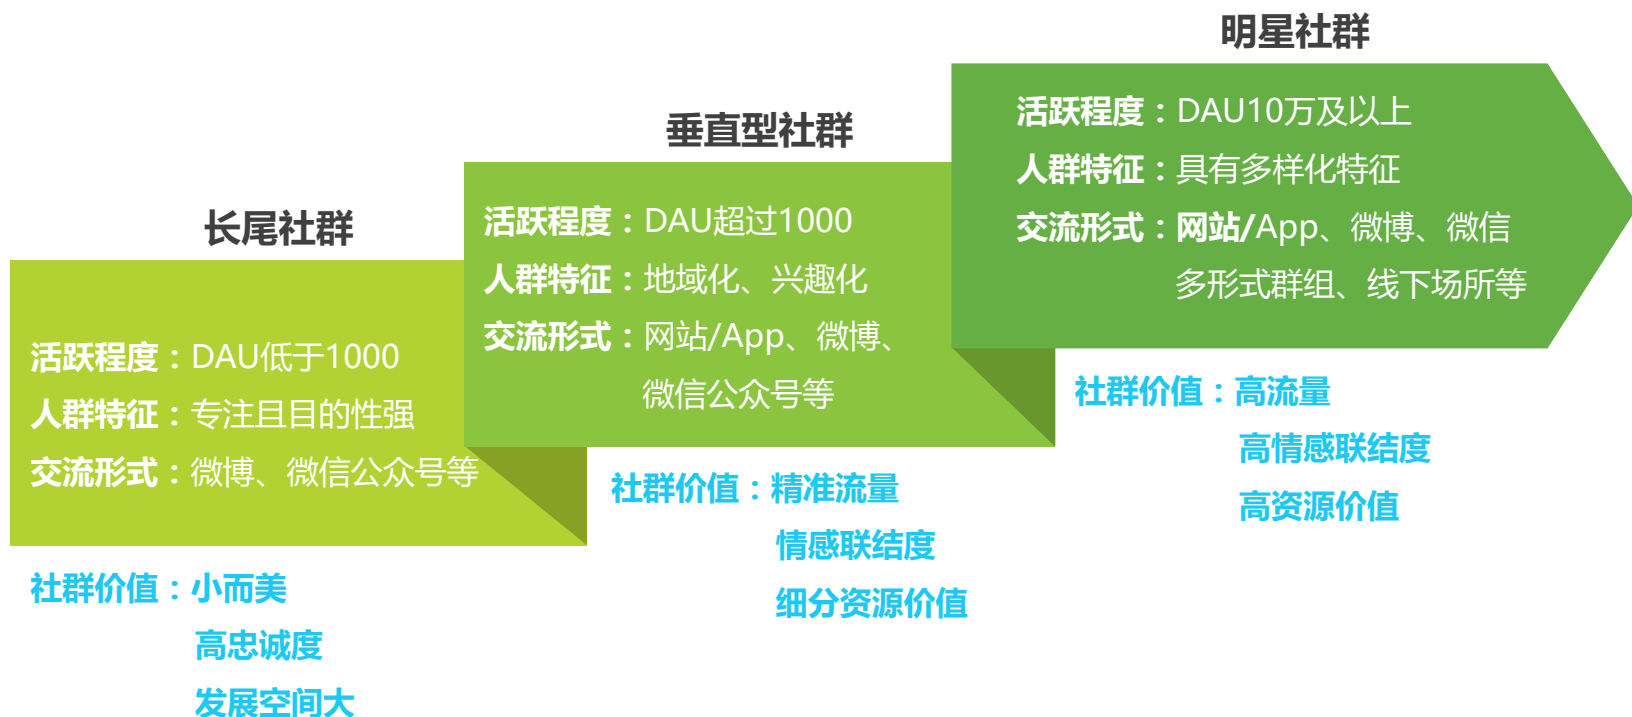 长尾社群
活跃程度：DAU低于1000
人群特征：专注且目的性强
交流形式：微博、微信公众号等
社群价值：小而美
高忠诚度
发展空间大
垂直型社群
活跃程度：DAU超过1000
人群特征：地域化、兴趣化
交流形式：网站/App、微博、
微信公众号等
社群价值：精准流量
情感联结度
细分资源价值
明星社群
活跃程度：DAU10万及以上
人群特征：具有多样化特征
交流形式：网站/App、微博、微信
多形式群组、线下场所等
社群价值：高流量
高情感联结度
高资源价值